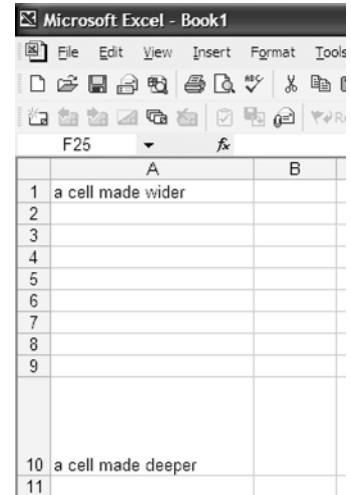 Microsoft Excel - Book1
File Edit View Insert Format Tools
ABC
F25 fx
A B
1 a cell made wider
2
3
4
5
6
7
8
9
10 a cell made deeper
11